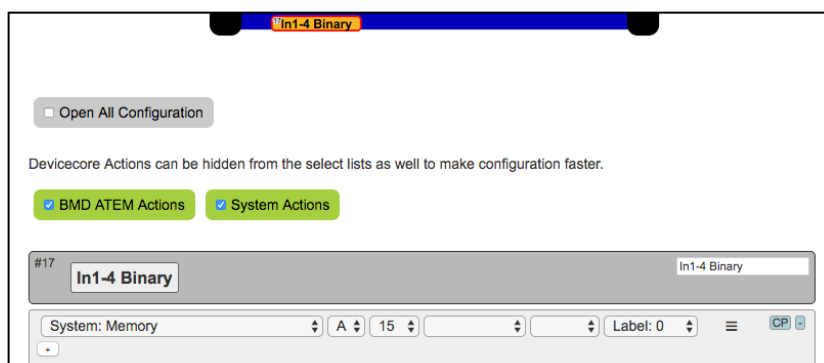 17 In1-4 Binary
Open All Configuration
Devicecore Actions can be hidden from the select lists as well to make configuration faster.
BMD ATEM Actions System Actions
#17 In1-4 Binary In1-4 Binary
System: Memory A 15 Label: 0 CP -
+